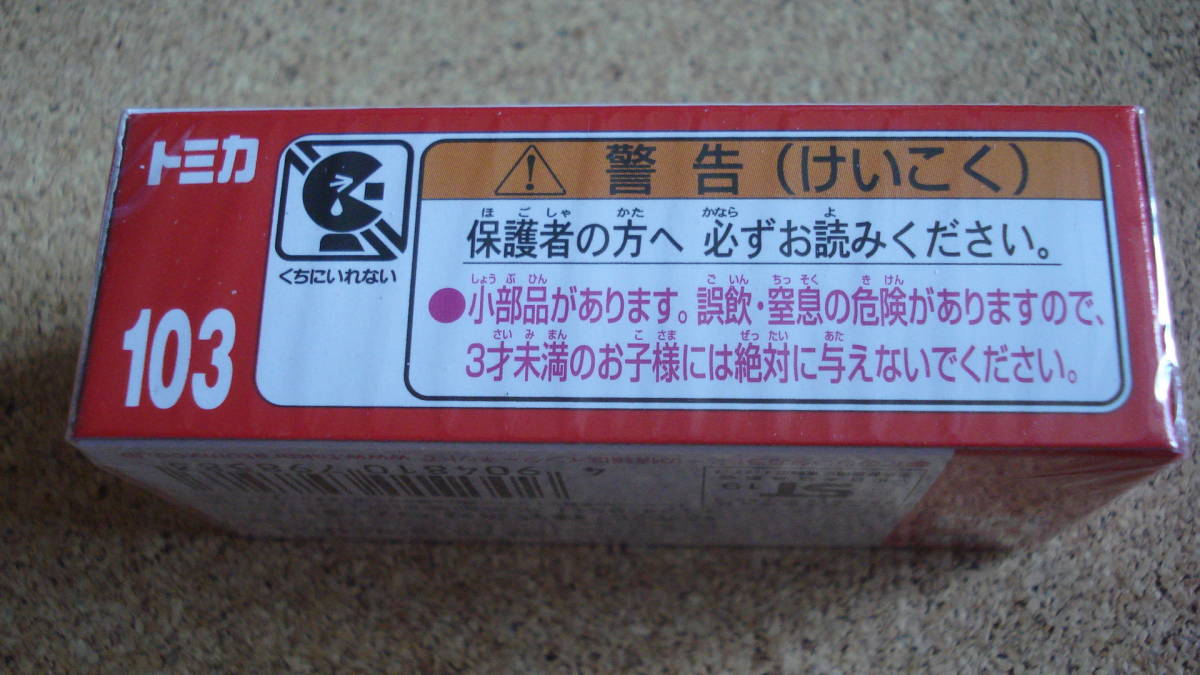 トミカ
103
くちにいれない
警告(けいこく)
ほごしゃ かた かなら よ
保護者の方へ 必ずお読みください。
しょうぶひん ごいん ちっそく きけん
●小部品があります。誤飲・窒息の危険がありますので、
さいみまん こさま ぜったい あた
3才未満のお子様には絶対に与えないでください。
ST